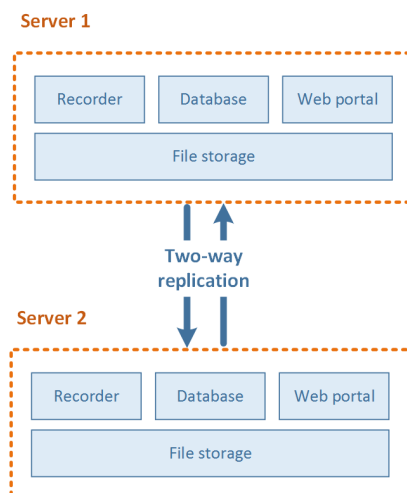 Server 1
Recorder
Database
Web portal
File storage
Two-way
replication
Server 2
Recorder
Database
Web portal
File storage